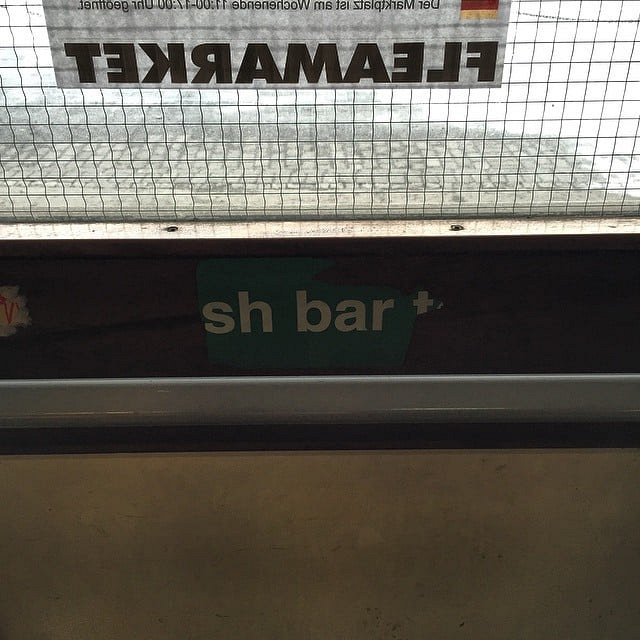 Der Marktplatz ist am Wochenende 11:00-17:00 Uhr geöffnet.
FLEAMARKET
sh bar t